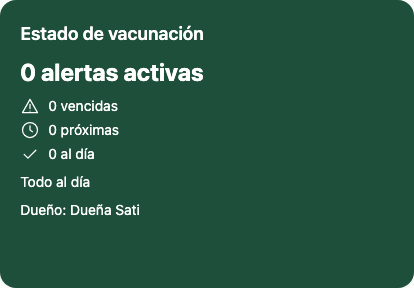 Estado de vacunación
0 alertas activas
0 vencidas
0 próximas
0 al día
Todo al día
Dueño: Dueña Sati